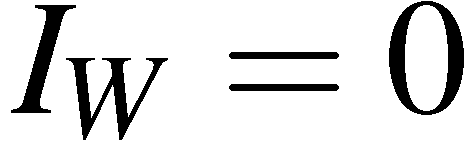 I_W = 0